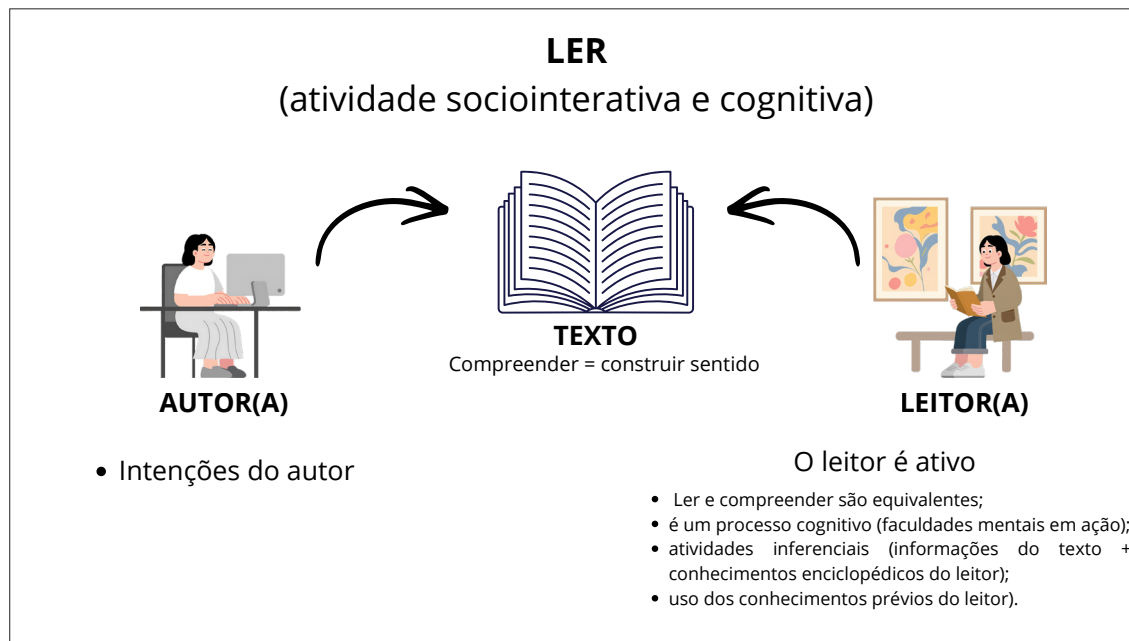 LER
(atividade sociointerativa e cognitiva)
TEXTO
Compreender = construir sentido
AUTOR(A)
LEITOR(A)
• Intenções do autor
O leitor é ativo
• Ler e compreender são equivalentes;
• é um processo cognitivo (faculdades mentais em ação);
• atividades inferenciais (informações do texto +
conhecimentos enciclopédicos do leitor);
• uso dos conhecimentos prévios do leitor).